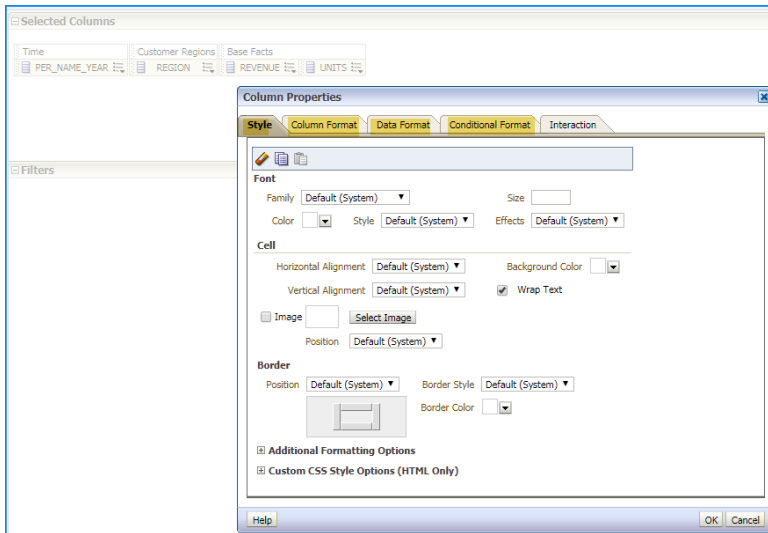 Selected Columns
Time Customer Regions Base Facts
PER_NAME_YEAR REGION REVENUE UNITS
Filters
Column Properties
Style Column Format Data Format Conditional Format Interaction
Font
Family Default (System) Size
Color Style Default (System) Effects Default (System)
Cell
Horizontal Alignment Default (System) Background Color
Vertical Alignment Default (System) Wrap Text
Image Select Image
Position Default (System)
Border
Position Default (System) Border Style Default (System)
Border Color
Additional Formatting Options
Custom CSS Style Options (HTML Only)
Help OK Cancel